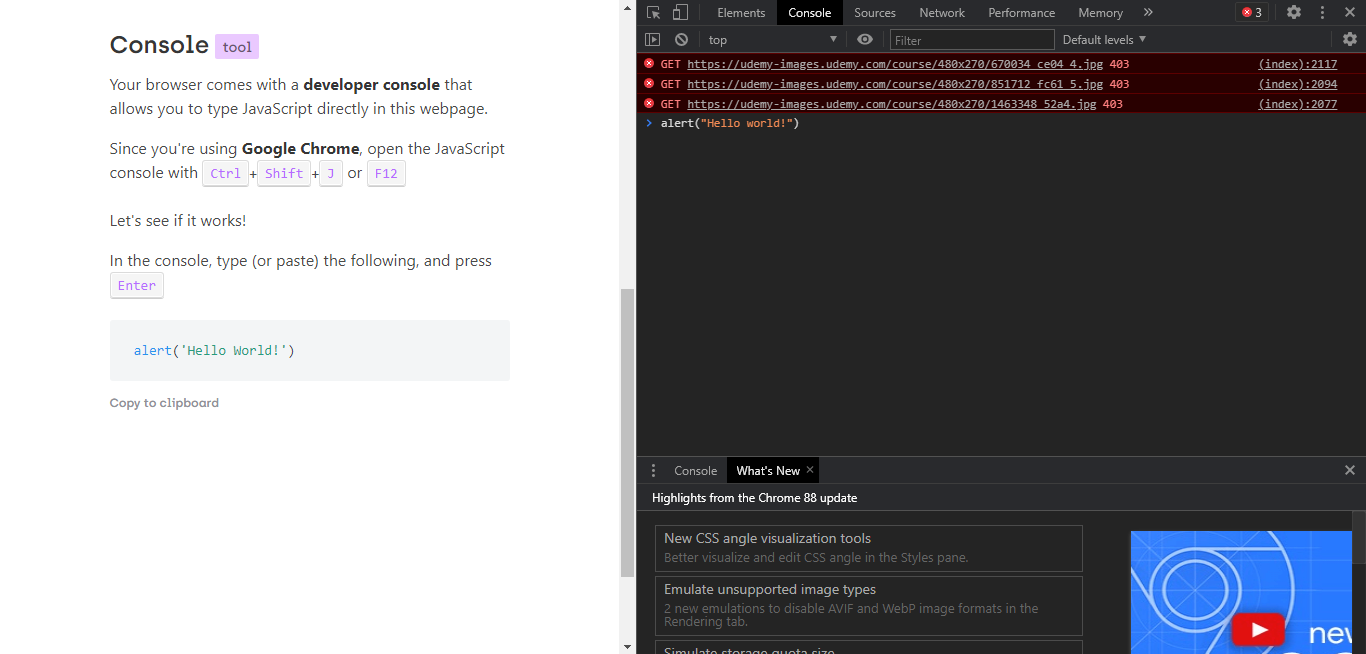 Console tool
Your browser comes with a developer console that
allows you to type JavaScript directly in this webpage.
Since you're using Google Chrome, open the JavaScript
console with Ctrl+Shift+J or F12
Let's see if it works!
In the console, type (or paste) the following, and press
Enter
alert('Hello World!')
Copy to clipboard
Elements Console Sources Network Performance Memory » 3
top Filter Default levels
GET https://udemy-images.udemy.com/course/480x270/670034_ce04_4.jpg 403 (index):2117
GET https://udemy-images.udemy.com/course/480x270/851712_fc61_5.jpg 403 (index):2094
GET https://udemy-images.udemy.com/course/480x270/1463348_52a4.jpg 403 (index):2077
> alert("Hello world!")
Console What's New ×
Highlights from the Chrome 88 update
New CSS angle visualization tools
Better visualize and edit CSS angle in the Styles pane.
Emulate unsupported image types
2 new emulations to disable AVIF and WebP image formats in the
Rendering tab.
Simulate storage quota size
new